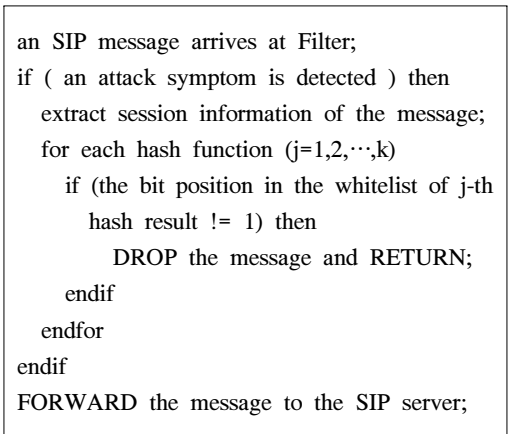 an SIP message arrives at Filter;
if ( an attack symptom is detected ) then
extract session information of the message;
for each hash function (j=1,2,⋯,k)
if (the bit position in the whitelist of j-th
hash result != 1) then
DROP the message and RETURN;
endif
endfor
endif
FORWARD the message to the SIP server;